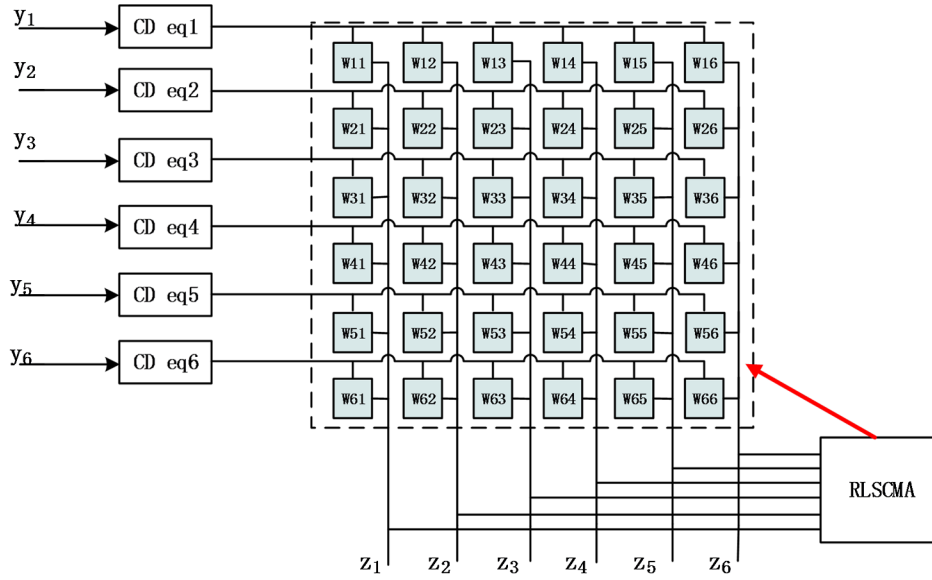 y1
CD eq1
W11 W12 W13 W14 W15 W16
y2
CD eq2
W21 W22 W23 W24 W25 W26
y3
CD eq3
W31 W32 W33 W34 W35 W36
y4
CD eq4
W41 W42 W43 W44 W45 W46
y5
CD eq5
W51 W52 W53 W54 W55 W56
y6
CD eq6
W61 W62 W63 W64 W65 W66
RLSCMA
z1 z2 z3 z4 z5 z6